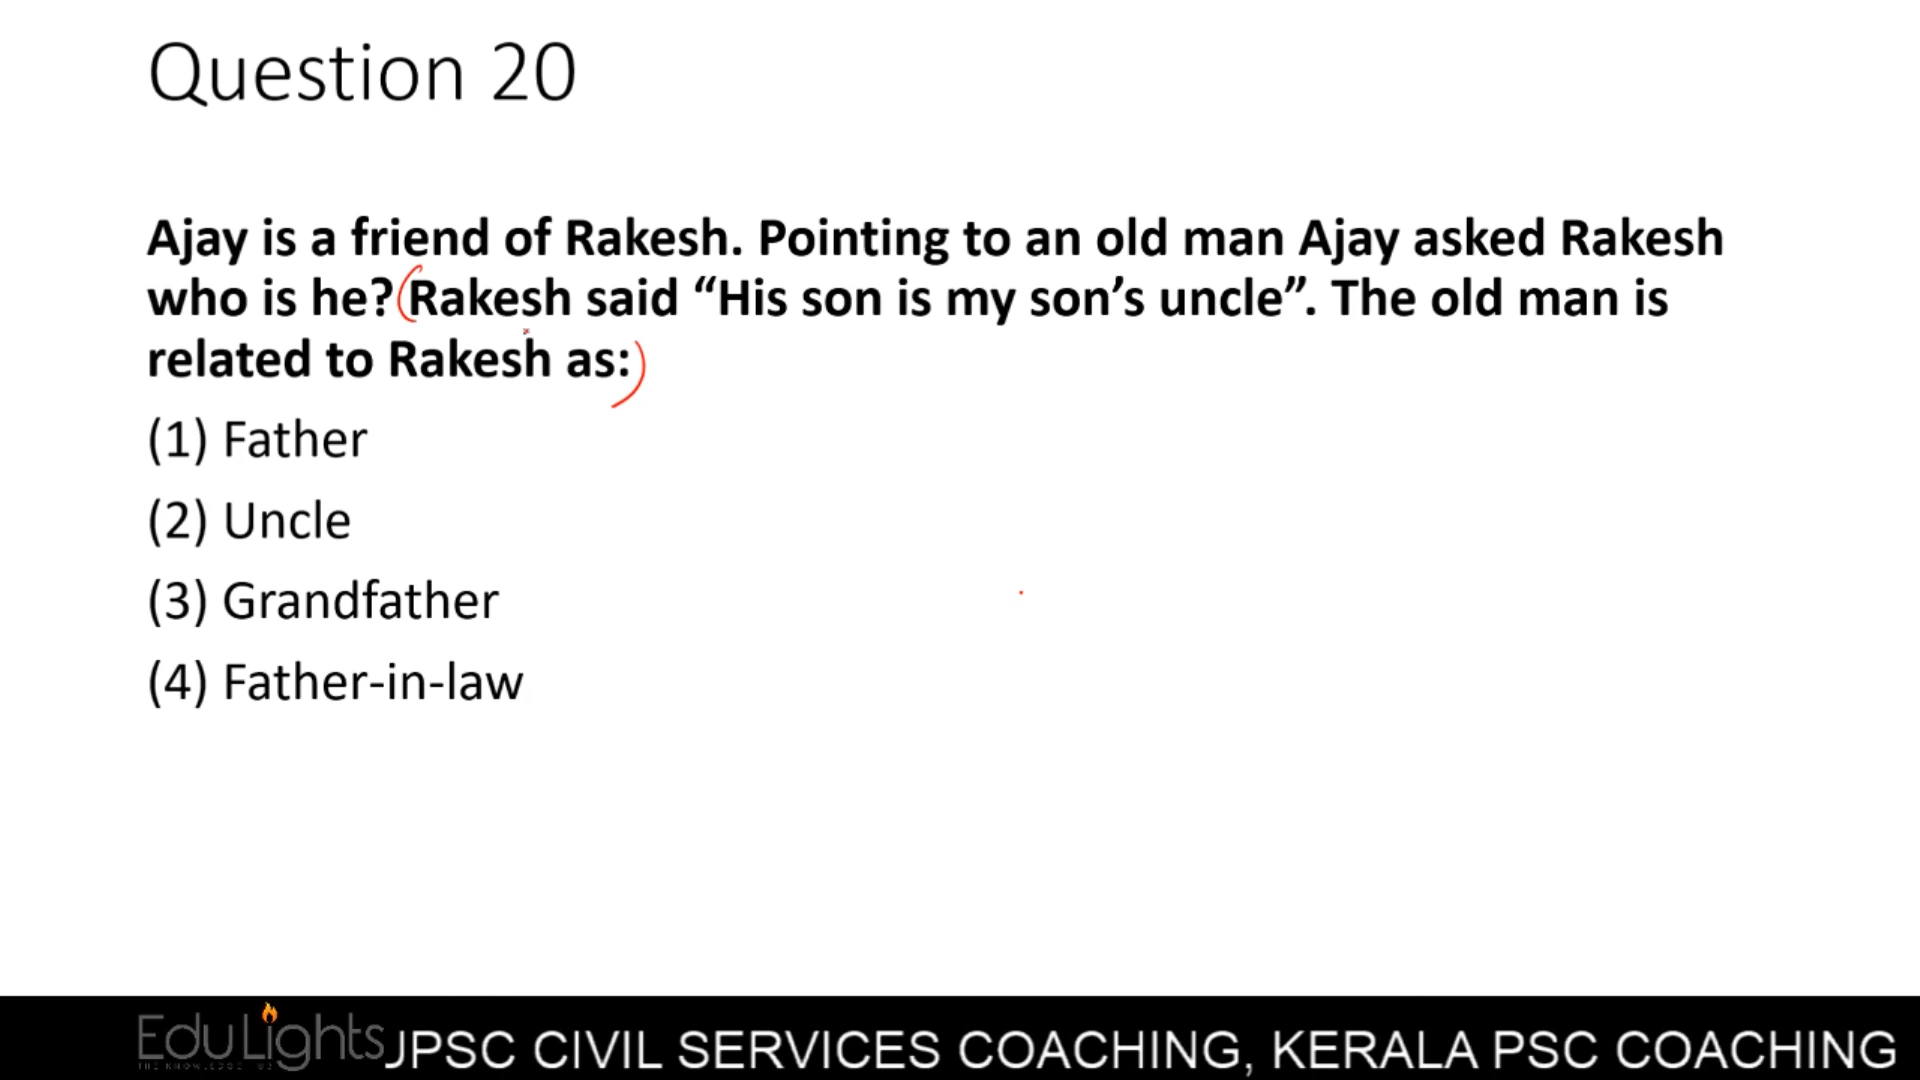 Question 20
Ajay is a friend of Rakesh. Pointing to an old man Ajay asked Rakesh
who is he? Rakesh said “His son is my son’s uncle”. The old man is
related to Rakesh as:
(1) Father
(2) Uncle
(3) Grandfather
(4) Father-in-law
EduLights
JPSC CIVIL SERVICES COACHING, KERALA PSC COACHING